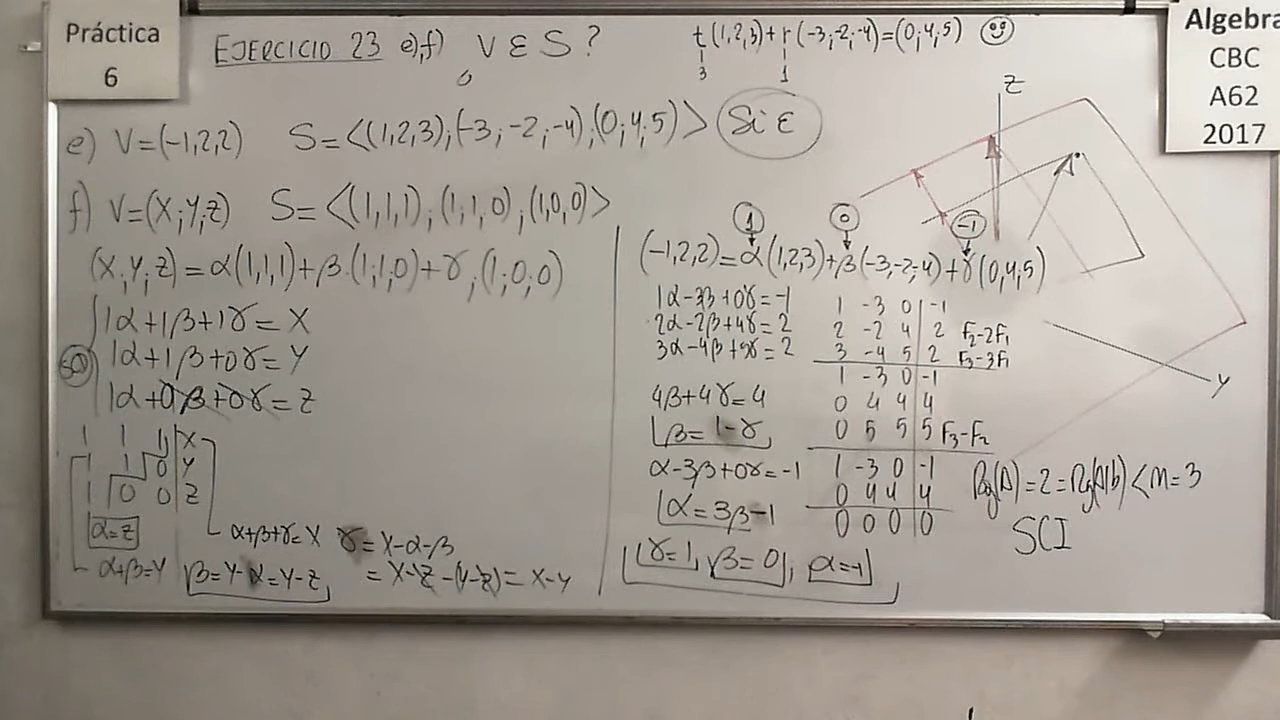 Práctica
6
EJERCICIO 23 e),f) V ∈ S ?
t(1,2,3)+r(-3,-2,-4)=(0,4,5)
3 1
Algebra
CBC
A62
2017
e) V=(-1,2,2) S=<(1,2,3),(-3,-2,-4),(0,4,5)> Si ∈
f) V=(X,Y,Z) S=<(1,1,1),(1,1,0),(1,0,0)>
(X,Y,Z)=α(1,1,1)+β.(1,1,0)+γ.(1,0,0)
1α+1β+1γ=X
1α+1β+0γ=Y
1α+0β+0γ=Z
1 1 1 | X
1 1 0 | Y
1 0 0 | Z
α=Z
α+β+γ=X γ=X-α-β
α+β=Y β=Y-α=Y-Z =X-Z-(Y-Z)=X-Y
Z
Y
1 0 -1
(-1,2,2)=α(1,2,3)+β(-3,-2,-4)+γ(0,4,5)
1α-3β+0γ=-1
2α-2β+4γ=2
3α-4β+5γ=2
1 -3 0 | -1
2 -2 4 | 2 F2-2F1
3 -4 5 | 2 F3-3F1
1 -3 0 | -1
0 4 4 | 4
0 5 5 | 5 F3-F2
1 -3 0 | -1
0 4 4 | 4
0 0 0 | 0
4β+4γ=4
β=1-γ
α-3β+0γ=-1
α=3β-1
γ=1, β=0, α=-1
Rg(A)=2=Rg(A|b)<n=3
SCI